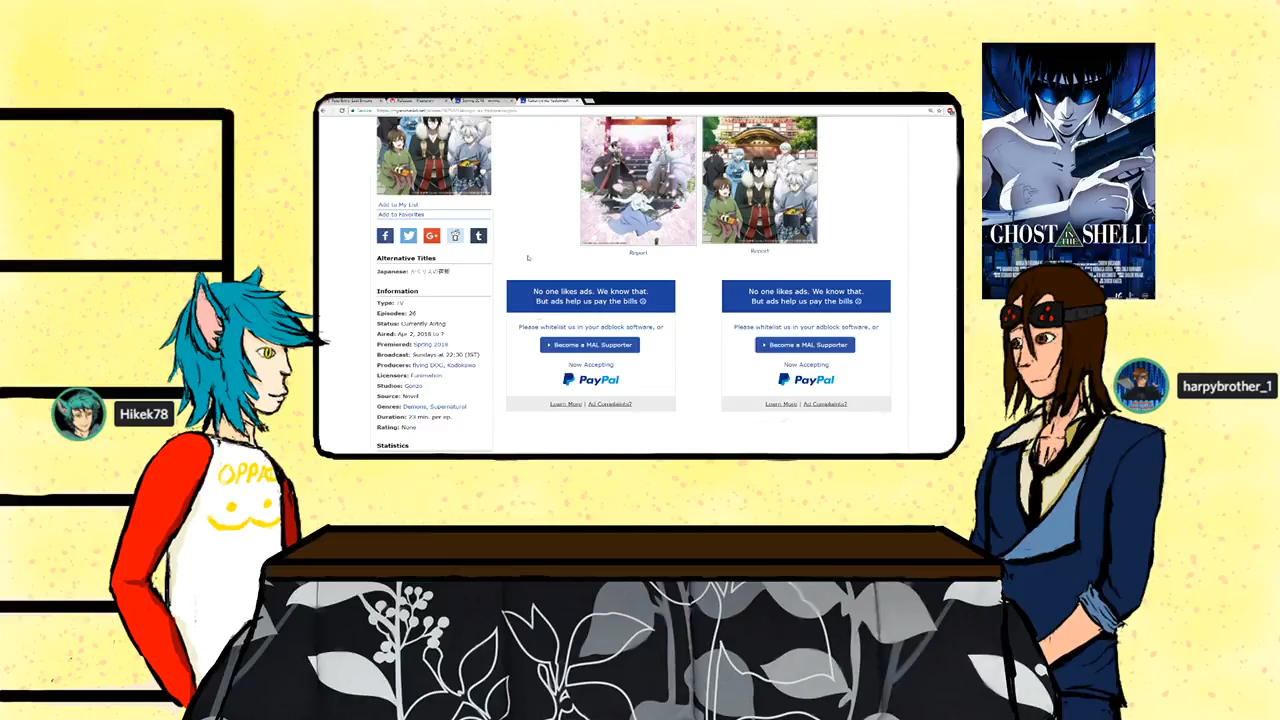 Add to My List
Add to Favorites
Alternative Titles
Japanese: かくりよの宿飯
Information
Type: TV
Episodes: 26
Status: Currently Airing
Aired: Apr 2, 2018 to ?
Premiered: Spring 2018
Broadcast: Sundays at 22:30 (JST)
Producers: flying DOG, Kadokawa
Licensors: Funimation
Studios: Gonzo
Source: Novel
Genres: Demons, Supernatural
Duration: 23 min. per ep.
Rating: None
Statistics
Report
Report
No one likes ads. We know that.
But ads help us pay the bills ☹
Please whitelist us in your adblock software, or
Become a MAL Supporter
Now Accepting
PayPal
Learn More | Ad Complaints?
No one likes ads. We know that.
But ads help us pay the bills ☹
Please whitelist us in your adblock software, or
Become a MAL Supporter
Now Accepting
PayPal
Learn More | Ad Complaints?
GHOST IN THE SHELL
Hikek78
harpybrother_1
OPPA